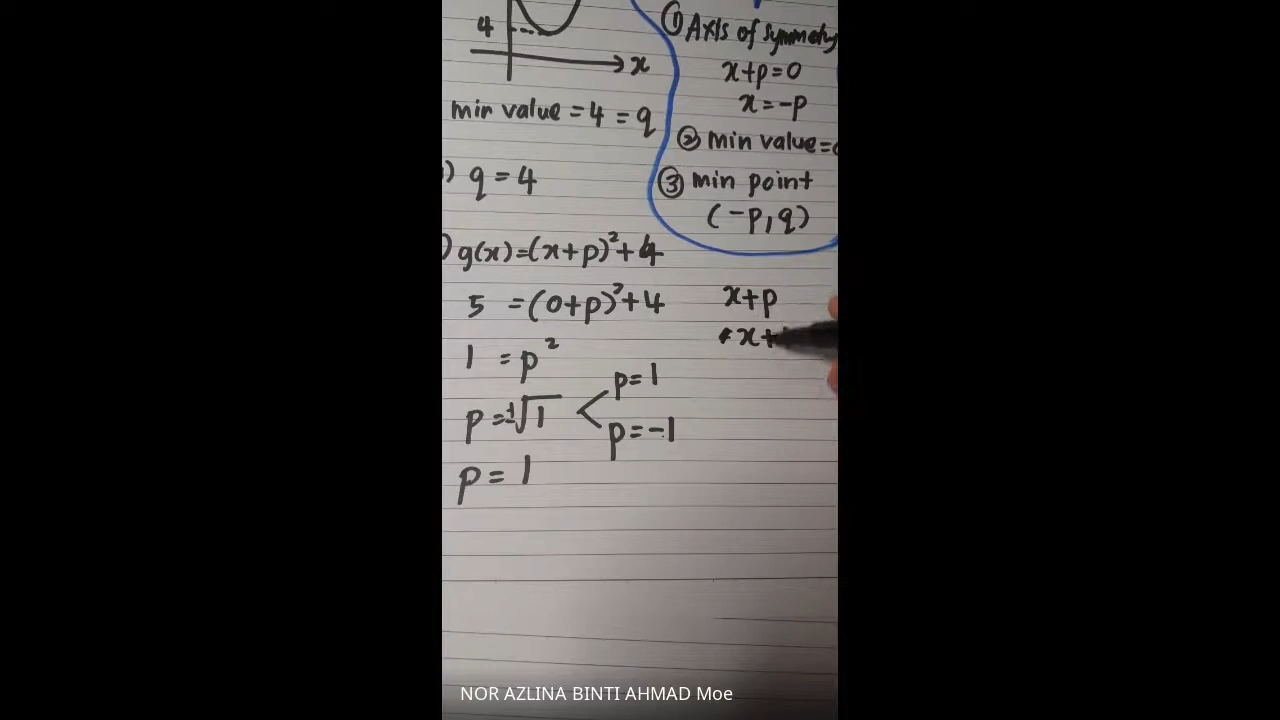 4
x
min value = 4 = q
) q = 4
) g(x)=(x+p)²+4
5 =(0+p)²+4
1 = p²
p=±√1
p=1
p=-1
p= 1
① Axis of symmetry
x+p=0
x=-p
② min value=
③ min point
(-p,q)
x+p
x+
NOR AZLINA BINTI AHMAD Moe